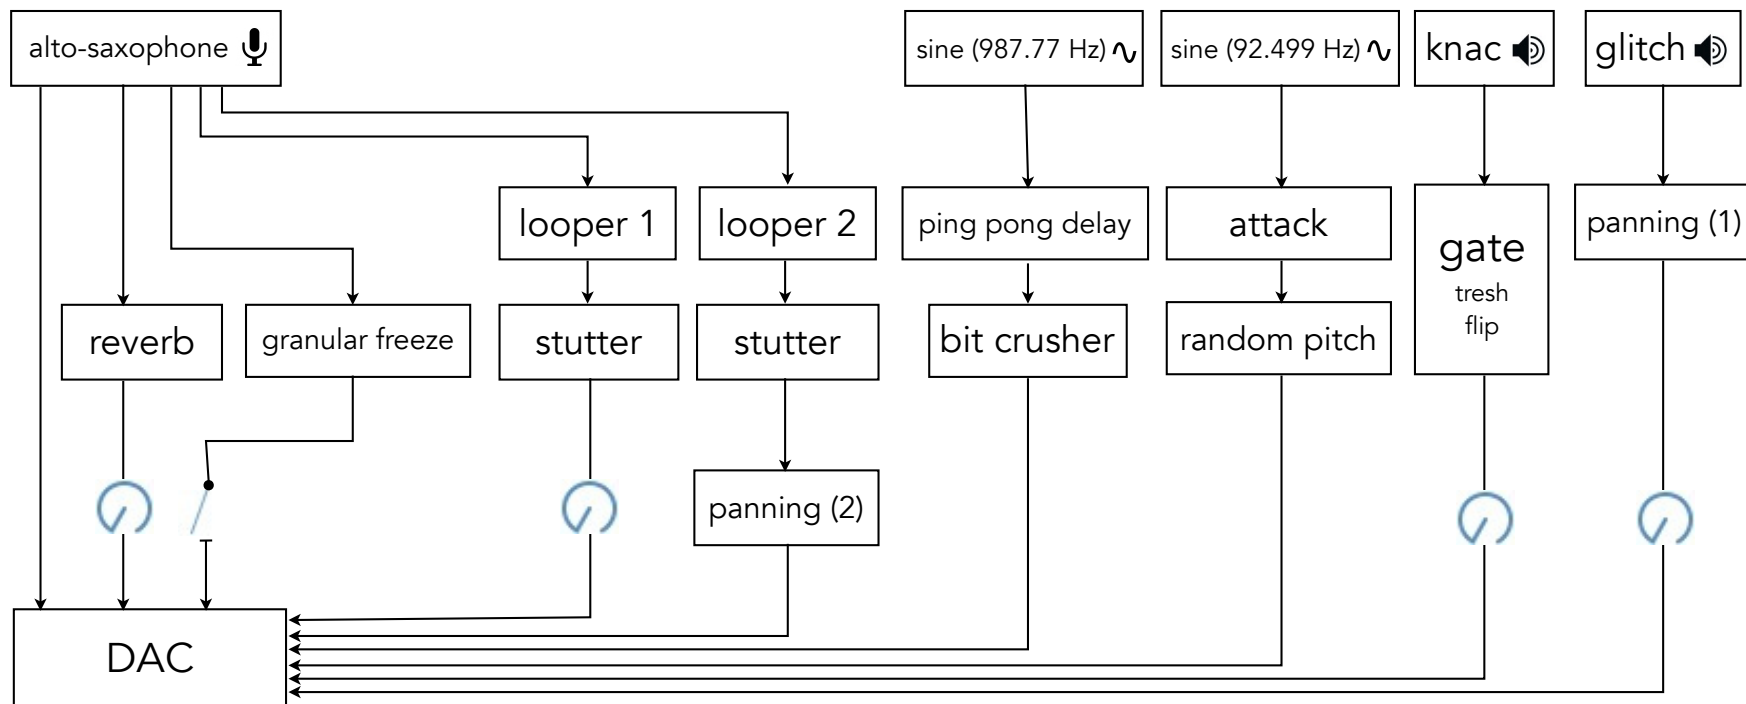 alto-saxophone
sine (987.77 Hz)
sine (92.499 Hz)
knac
glitch
looper 1
looper 2
ping pong delay
attack
gate
tresh
flip
panning (1)
reverb
granular freeze
stutter
stutter
bit crusher
random pitch
panning (2)
DAC